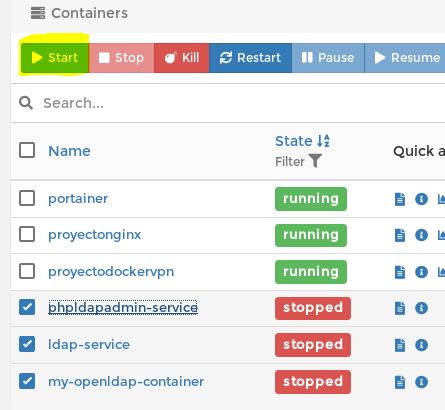 Containers
Start Stop Kill Restart Pause Resume
Search...
Name State Quick a
Filter
portainer running
proyectonginx running
proyectodockervpn running
phpldapadmin-service stopped
ldap-service stopped
my-openldap-container stopped